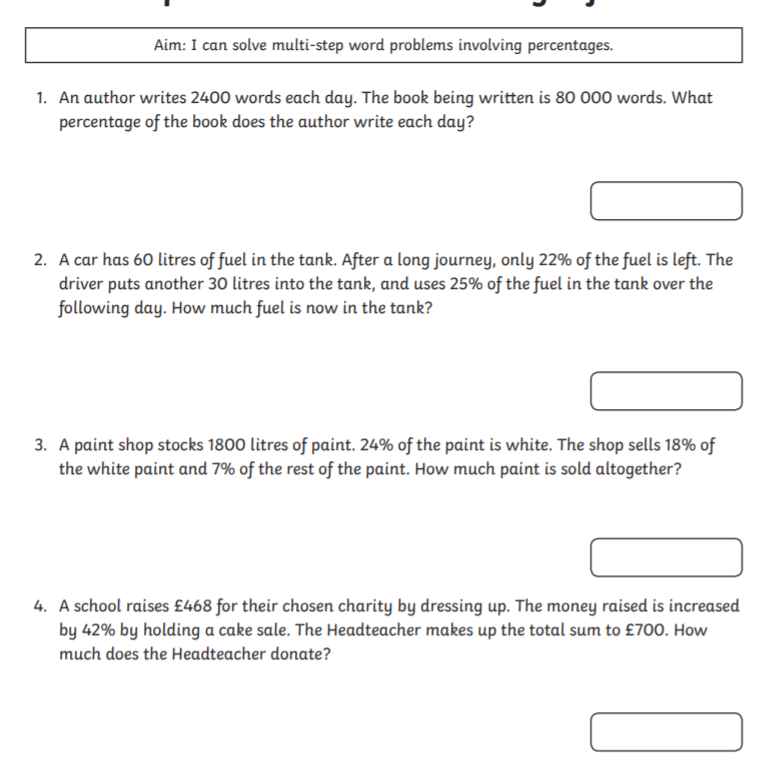 Aim: I can solve multi-step word problems involving percentages.
1. An author writes 2400 words each day. The book being written is 80 000 words. What
percentage of the book does the author write each day?
2. A car has 60 litres of fuel in the tank. After a long journey, only 22% of the fuel is left. The
driver puts another 30 litres into the tank, and uses 25% of the fuel in the tank over the
following day. How much fuel is now in the tank?
3. A paint shop stocks 1800 litres of paint. 24% of the paint is white. The shop sells 18% of
the white paint and 7% of the rest of the paint. How much paint is sold altogether?
4. A school raises £468 for their chosen charity by dressing up. The money raised is increased
by 42% by holding a cake sale. The Headteacher makes up the total sum to £700. How
much does the Headteacher donate?